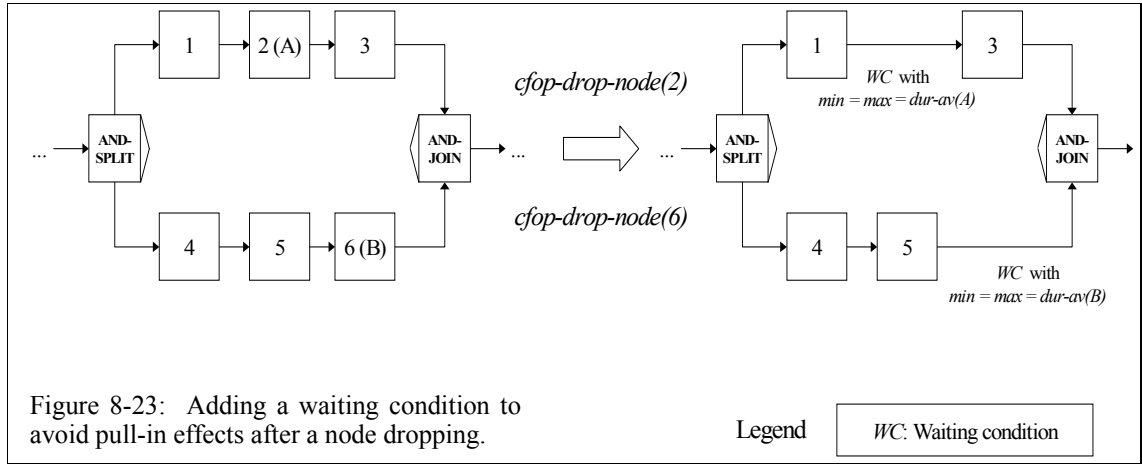 1
2 (A)
3
cfop-drop-node(2)
1
3
WC with
min = max = dur-av(A)
...
AND-
SPLIT
AND-
JOIN
...
...
AND-
SPLIT
AND-
JOIN
4
5
6 (B)
cfop-drop-node(6)
4
5
WC with
min = max = dur-av(B)
Figure 8-23: Adding a waiting condition to
avoid pull-in effects after a node dropping.
Legend
WC: Waiting condition